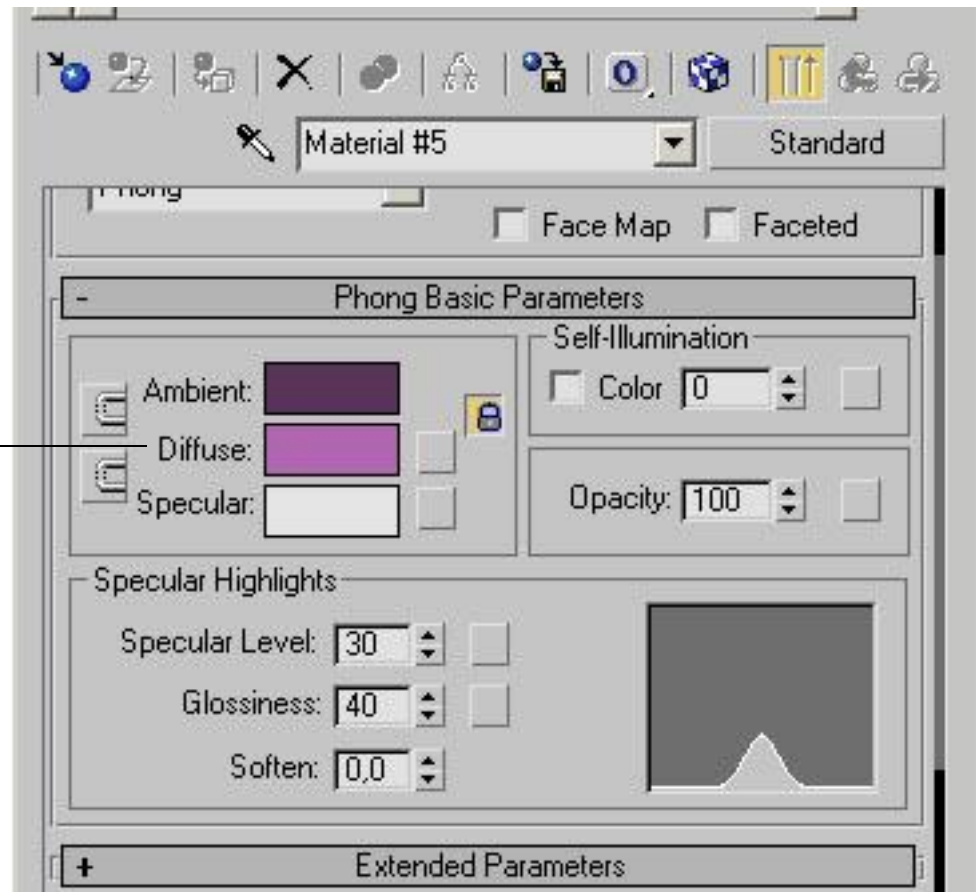 Material #5 Standard
Phong
Face Map Faceted
- Phong Basic Parameters
Ambient:
Diffuse:
Specular:
Self-Illumination
Color 0
Opacity: 100
Specular Highlights
Specular Level: 30
Glossiness: 40
Soften: 0,0
+ Extended Parameters